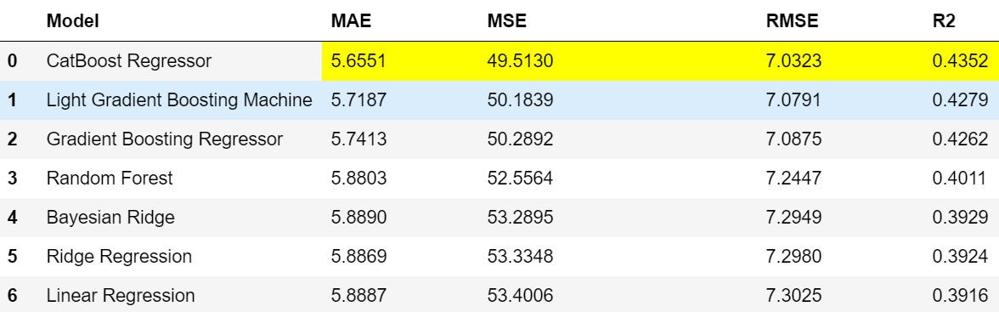 Model MAE MSE RMSE R2
0 CatBoost Regressor 5.6551 49.5130 7.0323 0.4352
1 Light Gradient Boosting Machine 5.7187 50.1839 7.0791 0.4279
2 Gradient Boosting Regressor 5.7413 50.2892 7.0875 0.4262
3 Random Forest 5.8803 52.5564 7.2447 0.4011
4 Bayesian Ridge 5.8890 53.2895 7.2949 0.3929
5 Ridge Regression 5.8869 53.3348 7.2980 0.3924
6 Linear Regression 5.8887 53.4006 7.3025 0.3916